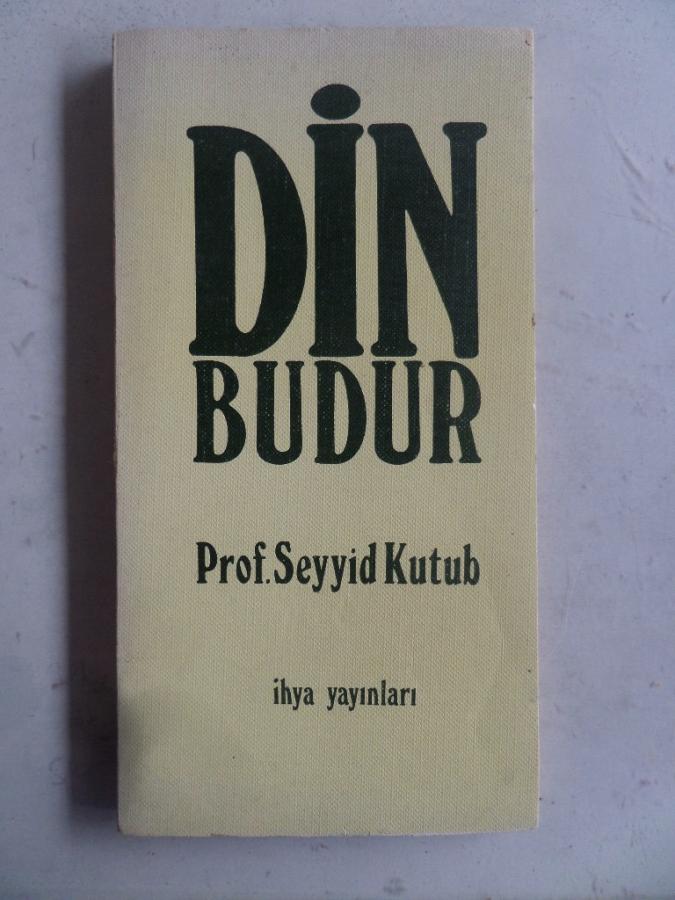 DİN
BUDUR
Prof. Seyyid Kutub
ihya yayınları